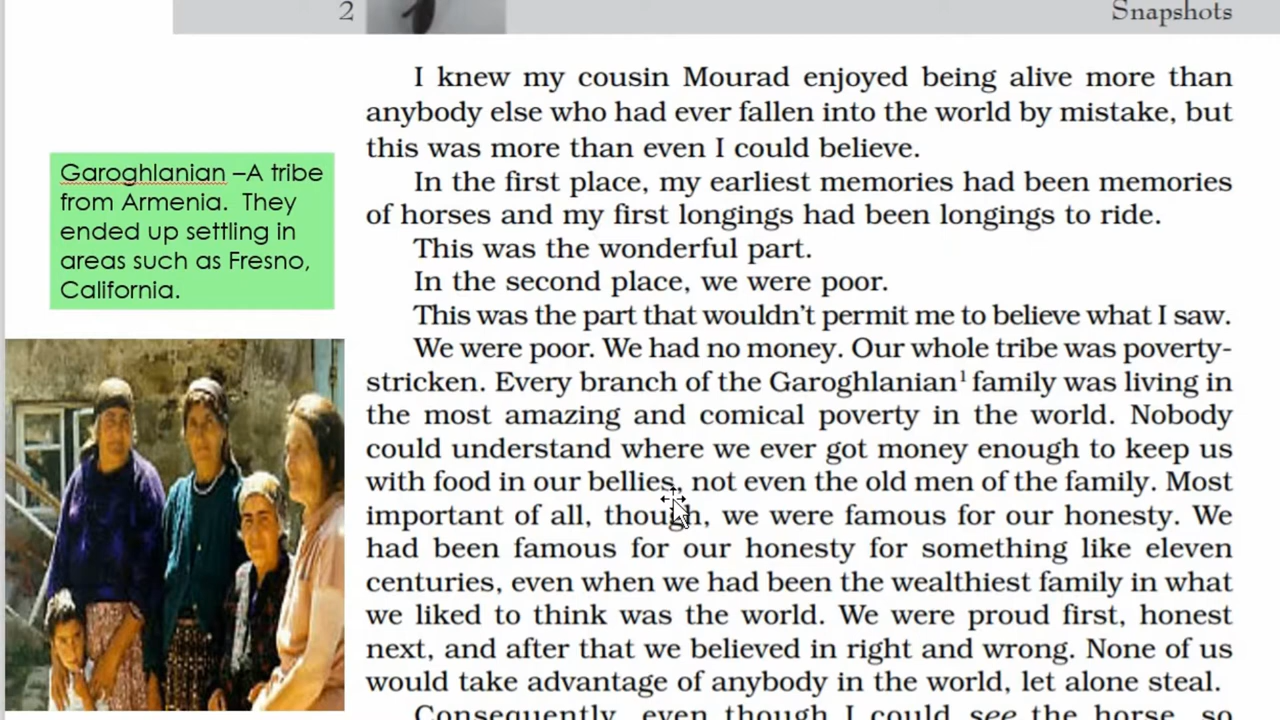 2
Snapshots
I knew my cousin Mourad enjoyed being alive more than
anybody else who had ever fallen into the world by mistake, but
this was more than even I could believe.
In the first place, my earliest memories had been memories
of horses and my first longings had been longings to ride.
This was the wonderful part.
In the second place, we were poor.
This was the part that wouldn't permit me to believe what I saw.
We were poor. We had no money. Our whole tribe was poverty-
stricken. Every branch of the Garoghlanian¹ family was living in
the most amazing and comical poverty in the world. Nobody
could understand where we ever got money enough to keep us
with food in our bellies, not even the old men of the family. Most
important of all, though, we were famous for our honesty. We
had been famous for our honesty for something like eleven
centuries, even when we had been the wealthiest family in what
we liked to think was the world. We were proud first, honest
next, and after that we believed in right and wrong. None of us
would take advantage of anybody in the world, let alone steal.
Consequently, even though I could see the horse, so
Garoghlanian –A tribe
from Armenia. They
ended up settling in
areas such as Fresno,
California.